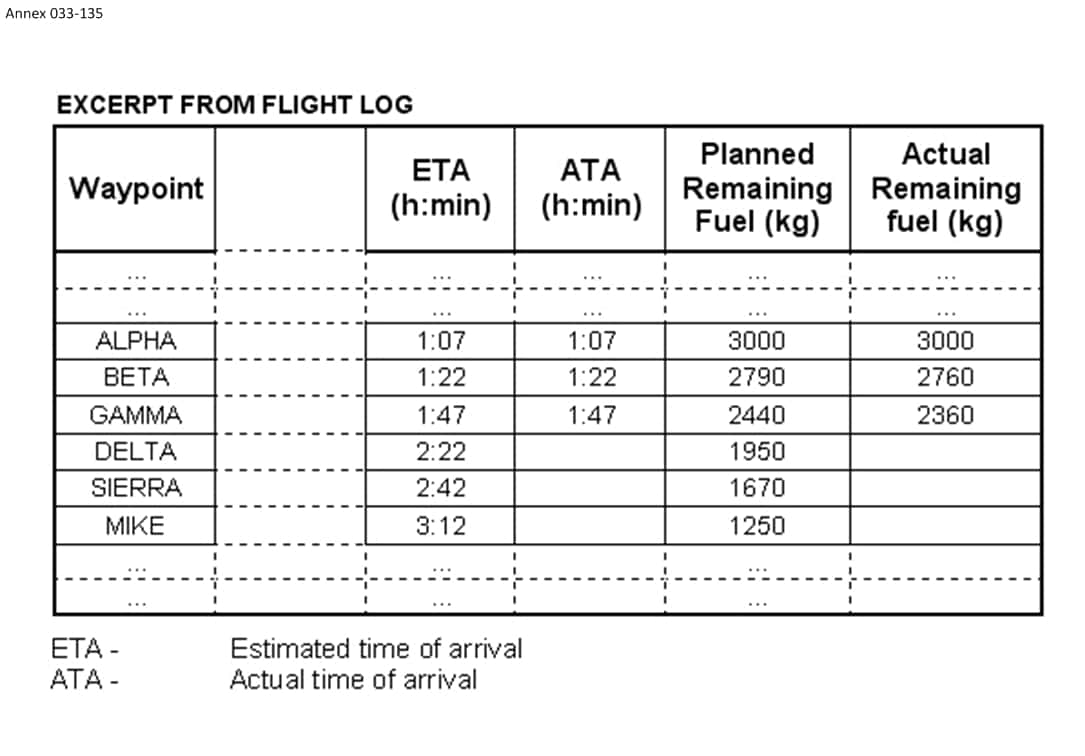 Annex 033-135
EXCERPT FROM FLIGHT LOG
Waypoint ETA (h:min) ATA (h:min) Planned Remaining Fuel (kg) Actual Remaining fuel (kg)
... ... ... ... ...
... ... ... ... ...
ALPHA 1:07 1:07 3000 3000
BETA 1:22 1:22 2790 2760
GAMMA 1:47 1:47 2440 2360
DELTA 2:22 1950
SIERRA 2:42 1670
MIKE 3:12 1250
... ... ...
... ... ...
ETA - Estimated time of arrival
ATA - Actual time of arrival